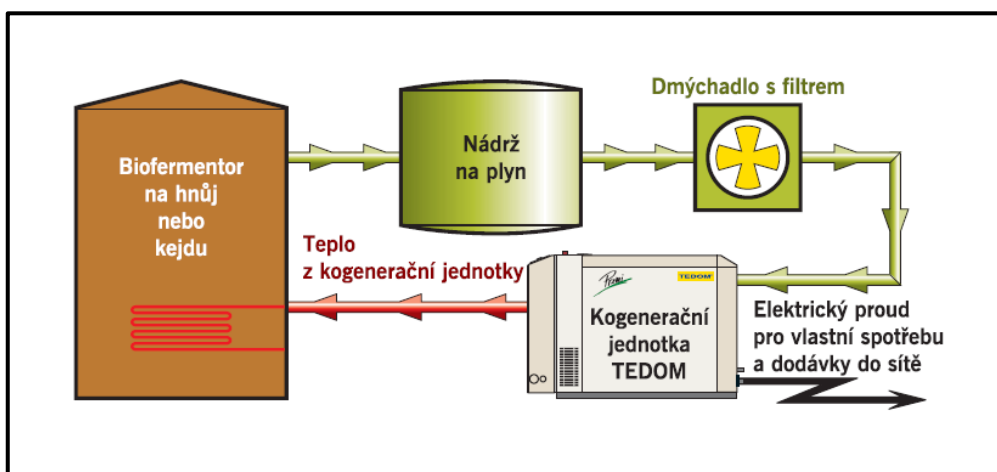 Biofermentor
na hnůj
nebo
kejdu
Nádrž
na plyn
Dmýchadlo s filtrem
Teplo
z kogenerační jednotky
Premi
TEDOM
Kogenerační
jednotka
TEDOM
Elektrický proud
pro vlastní spotřebu
a dodávky do sítě